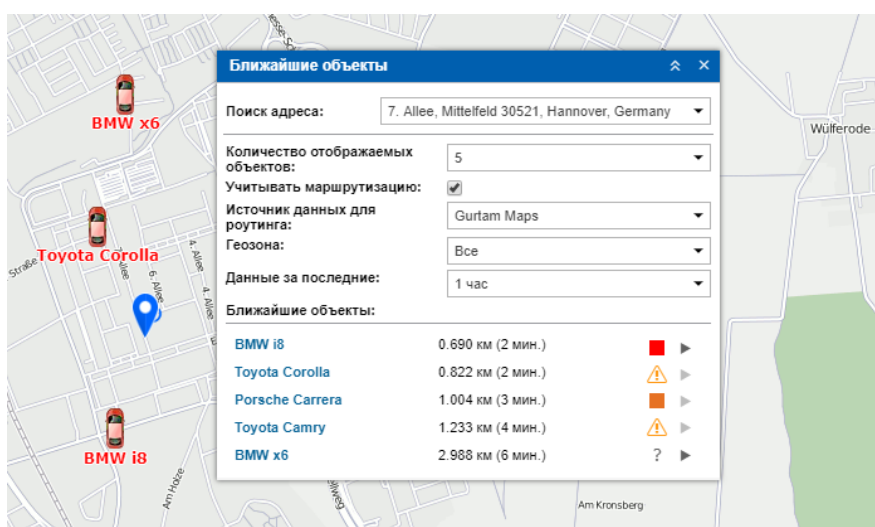 Ближайшие объекты
Поиск адреса: 7. Allee, Mittelfeld 30521, Hannover, Germany
Количество отображаемых объектов: 5
Учитывать маршрутизацию:
Источник данных для роутинга: Gurtam Maps
Геозона: Все
Данные за последние: 1 час
Ближайшие объекты:
BMW i8 0.690 км (2 мин.)
Toyota Corolla 0.822 км (2 мин.)
Porsche Carrera 1.004 км (3 мин.)
Toyota Camry 1.233 км (4 мин.)
BMW x6 2.988 км (6 мин.) ?
BMW x6
Toyota Corolla
Straße
7. Allee
6. Allee
4. Allee
4. Allee
BMW i8
Am Holze
Wülferode
Am Kronsberg